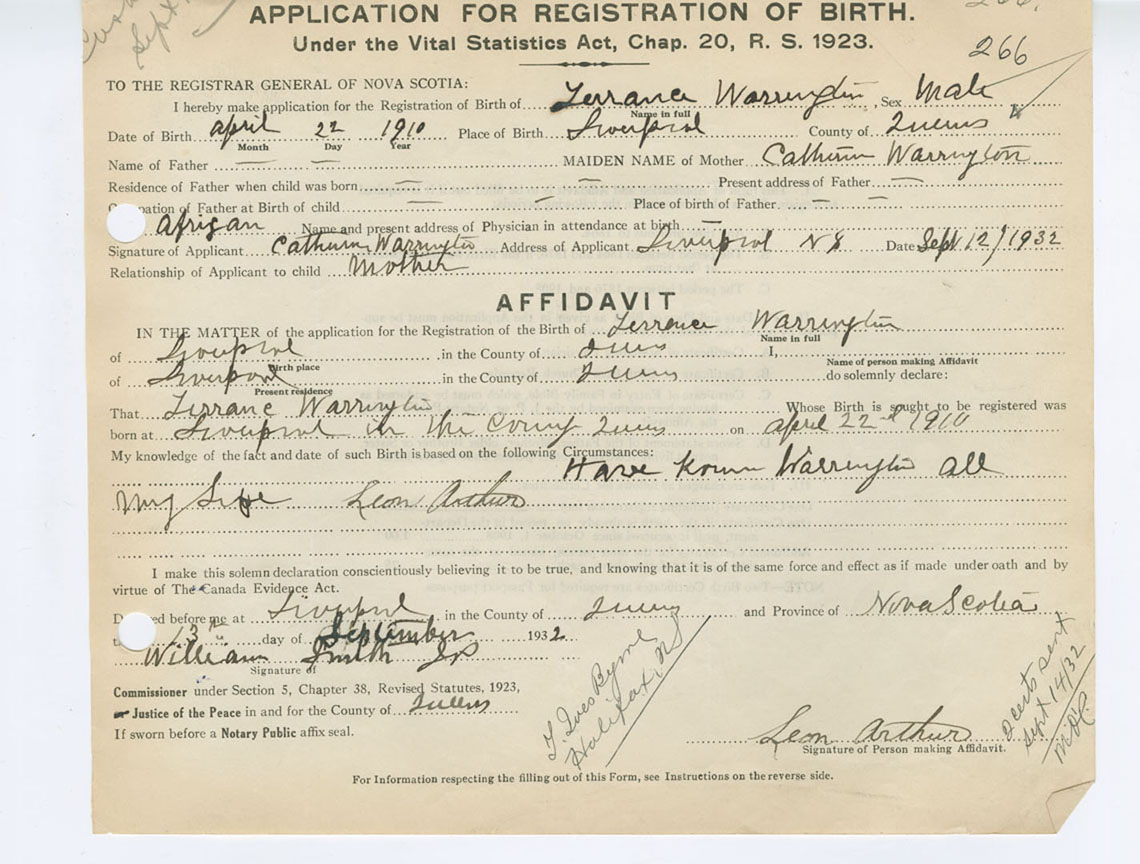 APPLICATION FOR REGISTRATION OF BIRTH.
Under the Vital Statistics Act, Chap. 20, R. S. 1923.
266
TO THE REGISTRAR GENERAL OF NOVA SCOTIA:
I hereby make application for the Registration of Birth of Terrance Warrington, Sex Male
Name in full
Date of Birth April 22 1910 Place of Birth Liverpool County of Queens
Month Day Year
Name of Father — — MAIDEN NAME of Mother Catherine Warrington
Residence of Father when child was born — — Present address of Father —
pation of Father at Birth of child — — Place of birth of Father — —
African Name and present address of Physician in attendance at birth —
Signature of Applicant Catherine Warrington Address of Applicant Liverpool N S Date Sept 12/1932
Relationship of Applicant to child Mother
AFFIDAVIT
IN THE MATTER of the application for the Registration of the Birth of Terrence Warrington
Name in full
of Liverpool in the County of Queens I,
Birth place Name of person making Affidavit
of Liverpool in the County of Queens do solemnly declare:
Present residence
That Terrance Warrington Whose Birth is sought to be registered was
born at Liverpool in the County Queens on April 22nd 1910
My knowledge of the fact and date of such Birth is based on the following Circumstances:
Have known Warrington all
my Life Leon Arthur
I make this solemn declaration conscientiously believing it to be true, and knowing that it is of the same force and effect as if made under oath and by
virtue of The Canada Evidence Act.
D ed before me at Liverpool, in the County of Queens and Province of Nova Scotia
t 13th day of September 1932
William Smith J P
Signature of
Commissioner under Section 5, Chapter 38, Revised Statutes, 1923,
or Justice of the Peace in and for the County of Queens
If sworn before a Notary Public affix seal.
T. Ives Byrne
Halifax, NS
Leon Arthur
Signature of Person making Affidavit.
2 certs sent
Sept 14/32
For Information respecting the filling out of this Form, see Instructions on the reverse side.